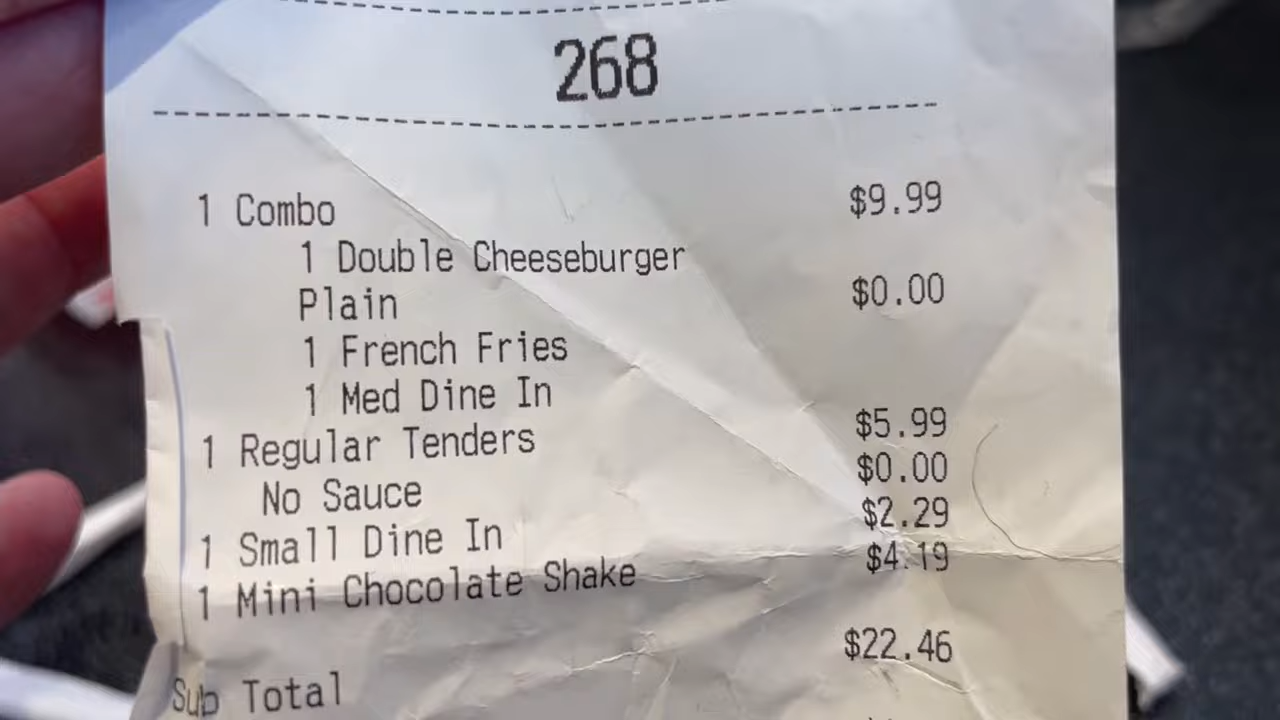 268
1 Combo $9.99
1 Double Cheeseburger
Plain $0.00
1 French Fries
1 Med Dine In
1 Regular Tenders $5.99
No Sauce $0.00
1 Small Dine In $2.29
1 Mini Chocolate Shake $4.19
Sub Total $22.46